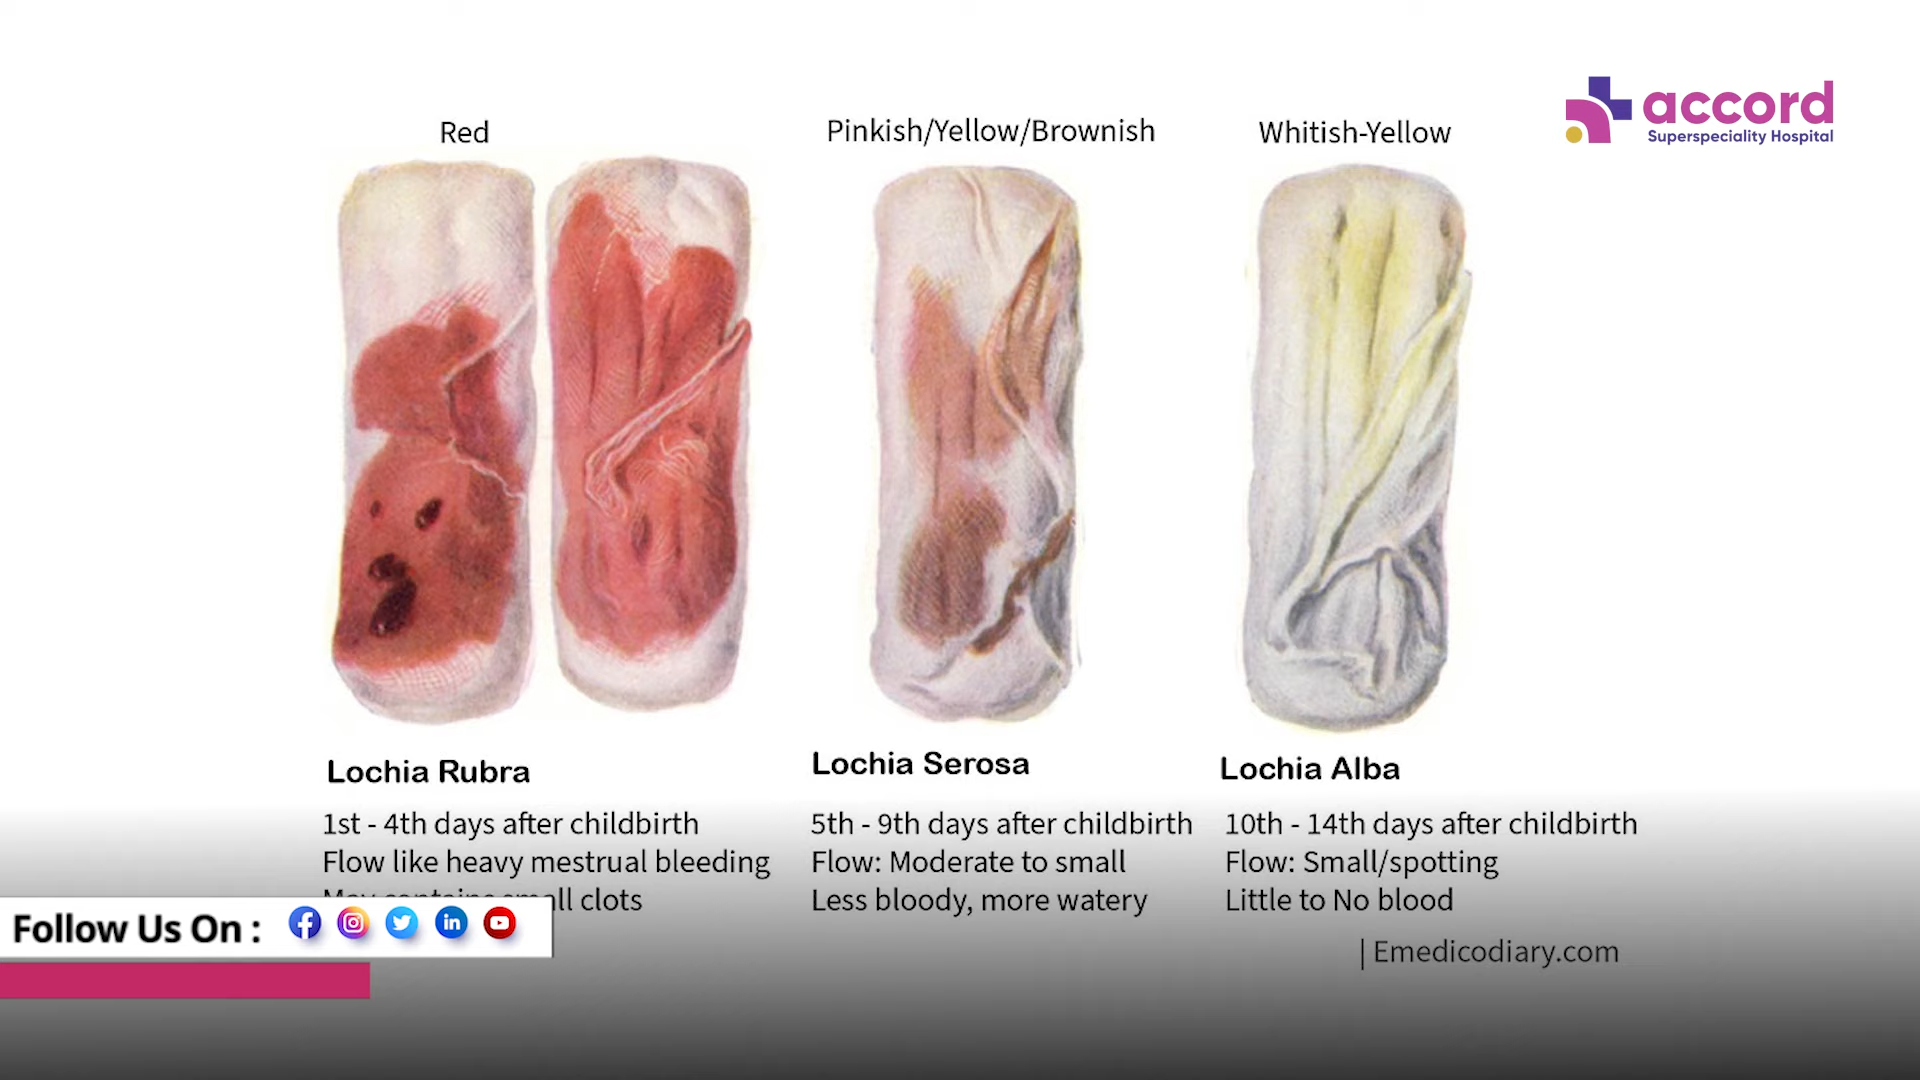 accord
Superspeciality Hospital
Red
Pinkish/Yellow/Brownish
Whitish-Yellow
Lochia Rubra
1st - 4th days after childbirth
Flow like heavy mestrual bleeding
clots
Lochia Serosa
5th - 9th days after childbirth
Flow: Moderate to small
Less bloody, more watery
Lochia Alba
10th - 14th days after childbirth
Flow: Small/spotting
Little to No blood
| Emedicodiary.com
Follow Us On :